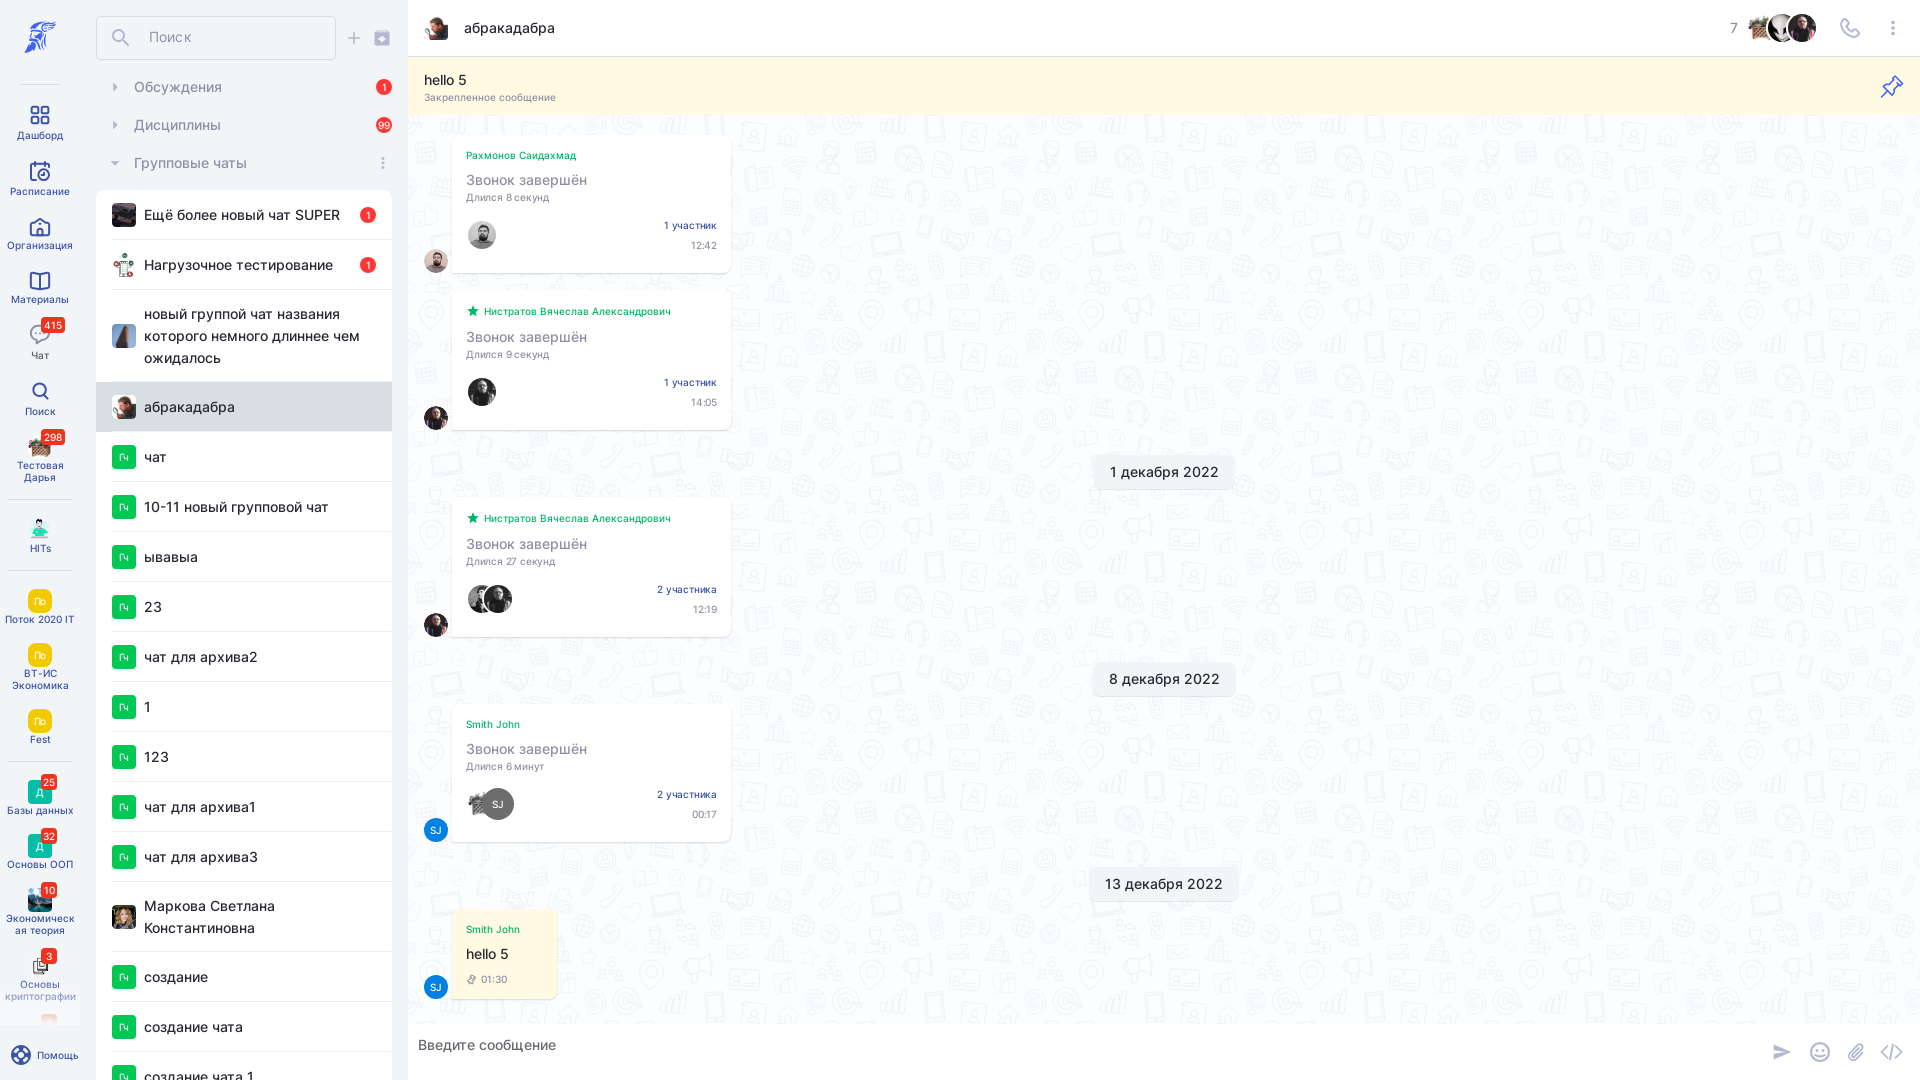 Дашборд
Расписание
Организация
Материалы
415
Чат
Поиск
298
Тестовая
Дарья
HITs
По
Поток 2020 IT
По
ВТ-ИС
Экономика
По
Fest
25
Д
Базы данных
32
Д
Основы ООП
10
Экономическ
ая теория
3
Основы
криптографии
Помощь
Поиск
Обсуждения
1
Дисциплины
99
Групповые чаты
Ещё более новый чат SUPER
1
Нагрузочное тестирование
1
новый группой чат названия
которого немного длиннее чем
ожидалось
абракадабра
Гч
чат
Гч
10-11 новый групповой чат
Гч
ывавыа
Гч
23
Гч
чат для архива2
Гч
1
Гч
123
Гч
чат для архива1
Гч
чат для архива3
Маркова Светлана
Константиновна
Гч
создание
Гч
создание чата
Гч
создание чата 1
абракадабра
7
hello 5
Закрепленное сообщение
Рахмонов Саидахмад
Звонок завершён
Длился 8 секунд
1 участник
12:42
Нистратов Вячеслав Александрович
Звонок завершён
Длился 9 секунд
1 участник
14:05
1 декабря 2022
Нистратов Вячеслав Александрович
Звонок завершён
Длился 27 секунд
2 участника
12:19
8 декабря 2022
Smith John
Звонок завершён
Длился 6 минут
SJ
2 участника
00:17
SJ
13 декабря 2022
Smith John
hello 5
01:30
SJ
Введите сообщение